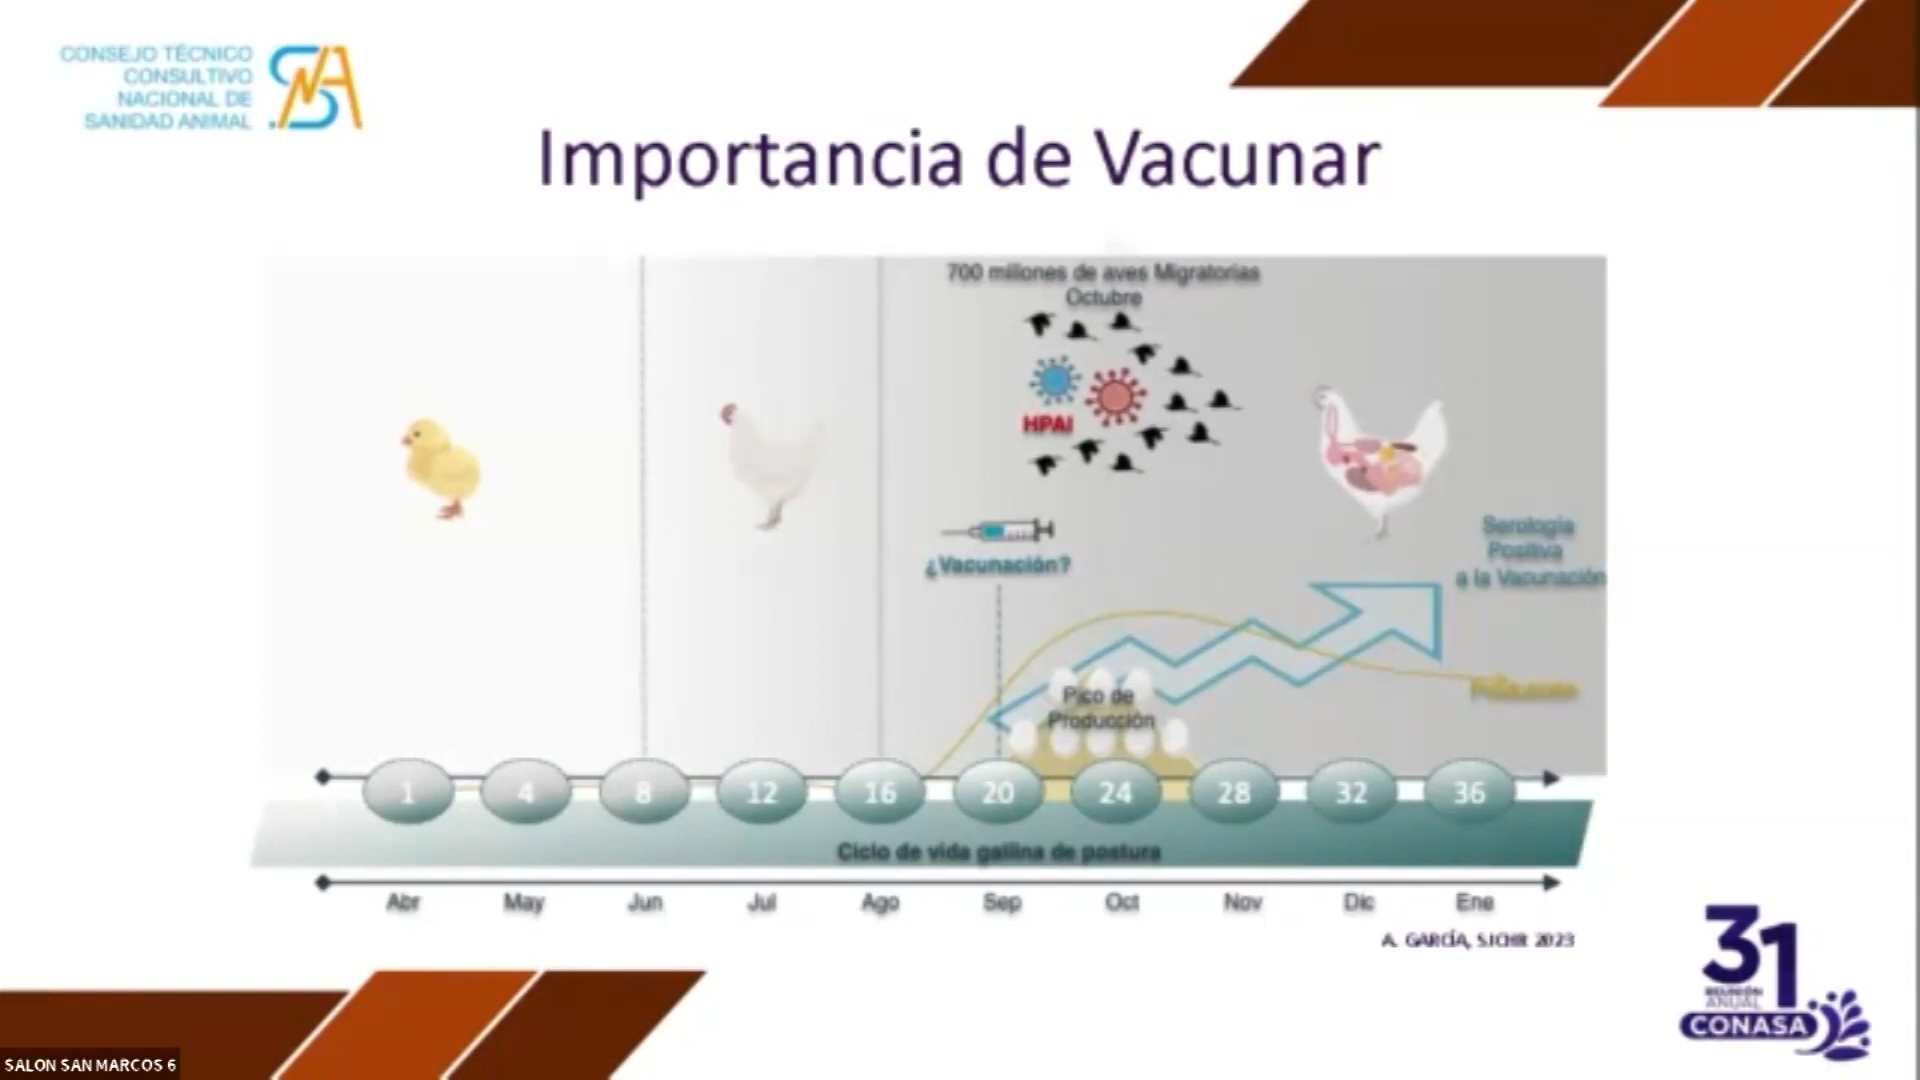 CONSEJO TÉCNICO
CONSULTIVO
NACIONAL DE
SANIDAD ANIMAL
Importancia de Vacunar
700 millones de aves Migratorias
Octubre
HPAI
¿Vacunación?
Serología
Positiva
a la Vacunación
Pico de
Producción
1 4 8 12 16 20 24 28 32 36
Ciclo de vida gallina de postura
Abr May Jun Jul Ago Sep Oct Nov Dic Ene
A. GARCÍA, 2023
31
REUNIÓN
ANUAL
CONASA
SALON SAN MARCOS 6